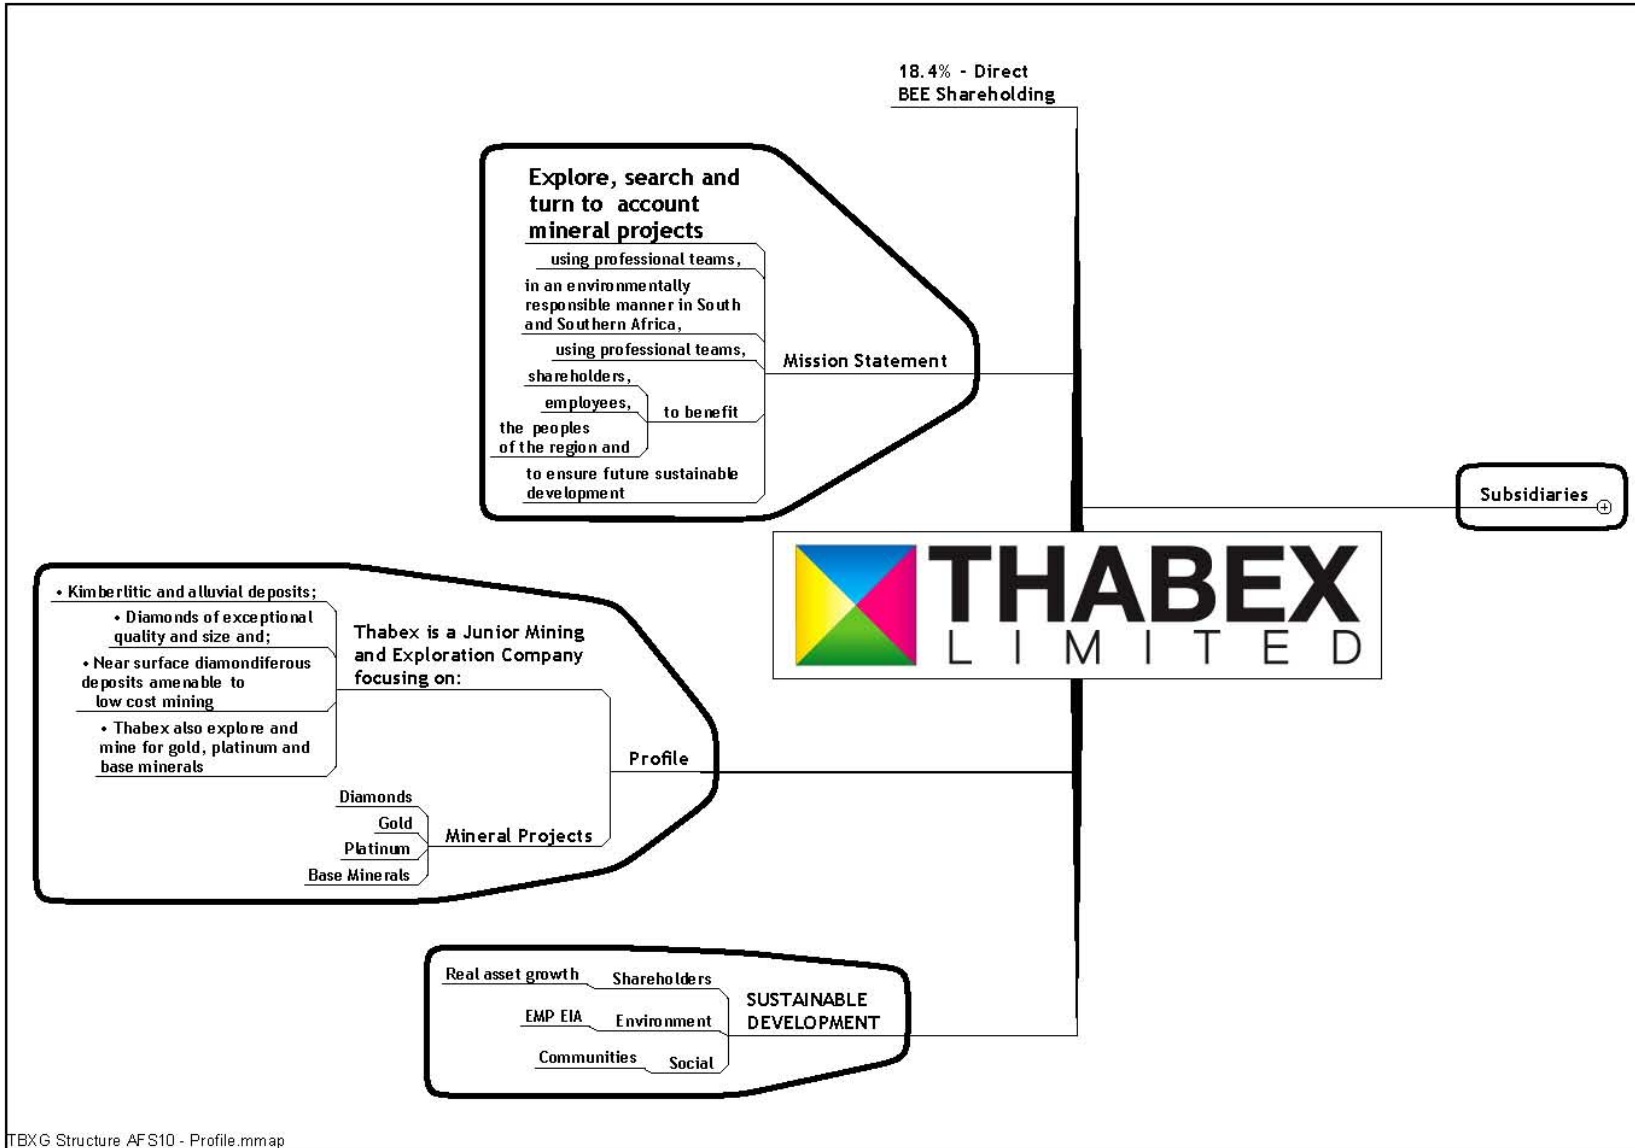 18.4% - Direct
BEE Shareholding
Explore, search and
turn to account
mineral projects
using professional teams,
in an environmentally
responsible manner in South
and Southern Africa,
using professional teams,
shareholders,
employees,
the peoples
of the region and
to benefit
to ensure future sustainable
development
Mission Statement
Subsidiaries
THABEX
LIMITED
• Kimberlitic and alluvial deposits;
• Diamonds of exceptional
quality and size and;
• Near surface diamondiferous
deposits amenable to
low cost mining
• Thabex also explore and
mine for gold, platinum and
base minerals
Thabex is a Junior Mining
and Exploration Company
focusing on:
Profile
Diamonds
Gold
Platinum
Base Minerals
Mineral Projects
Real asset growth
Shareholders
EMP EIA
Environment
Communities
Social
SUSTAINABLE
DEVELOPMENT
TBXG Structure AFS10 - Profile.mmap